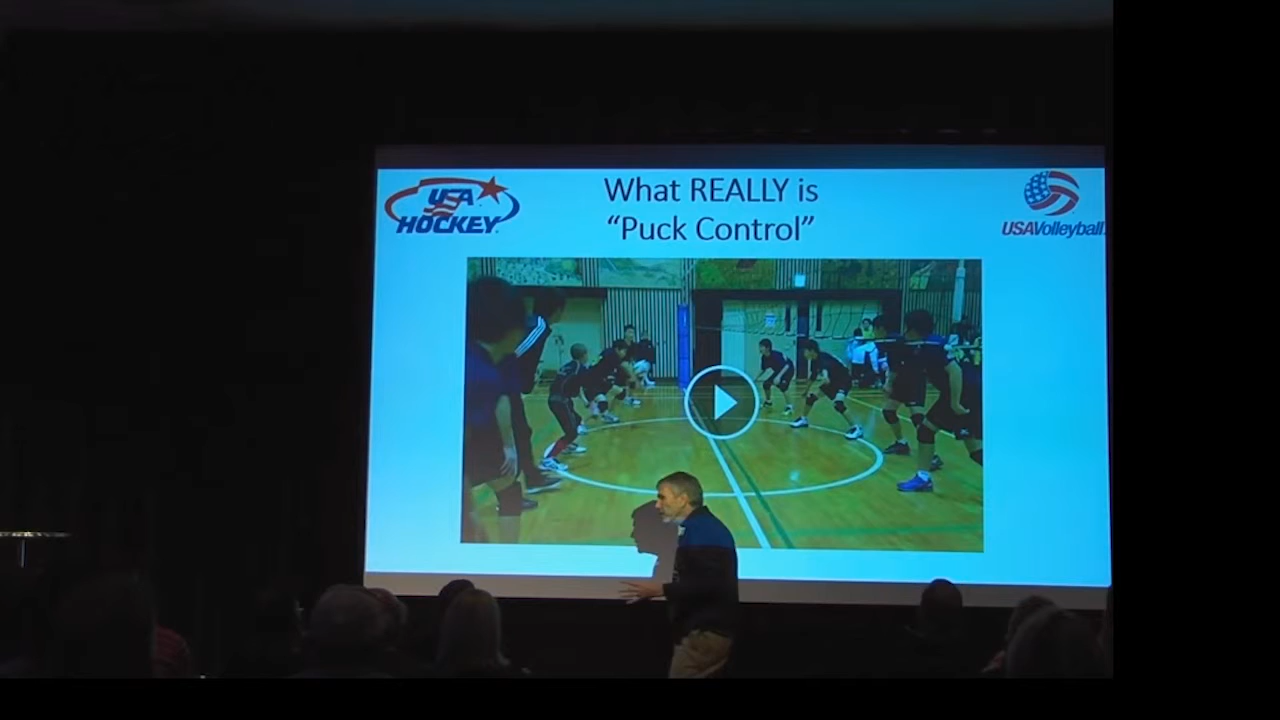 USA
HOCKEY
What REALLY is
“Puck Control”
USAVolleyball